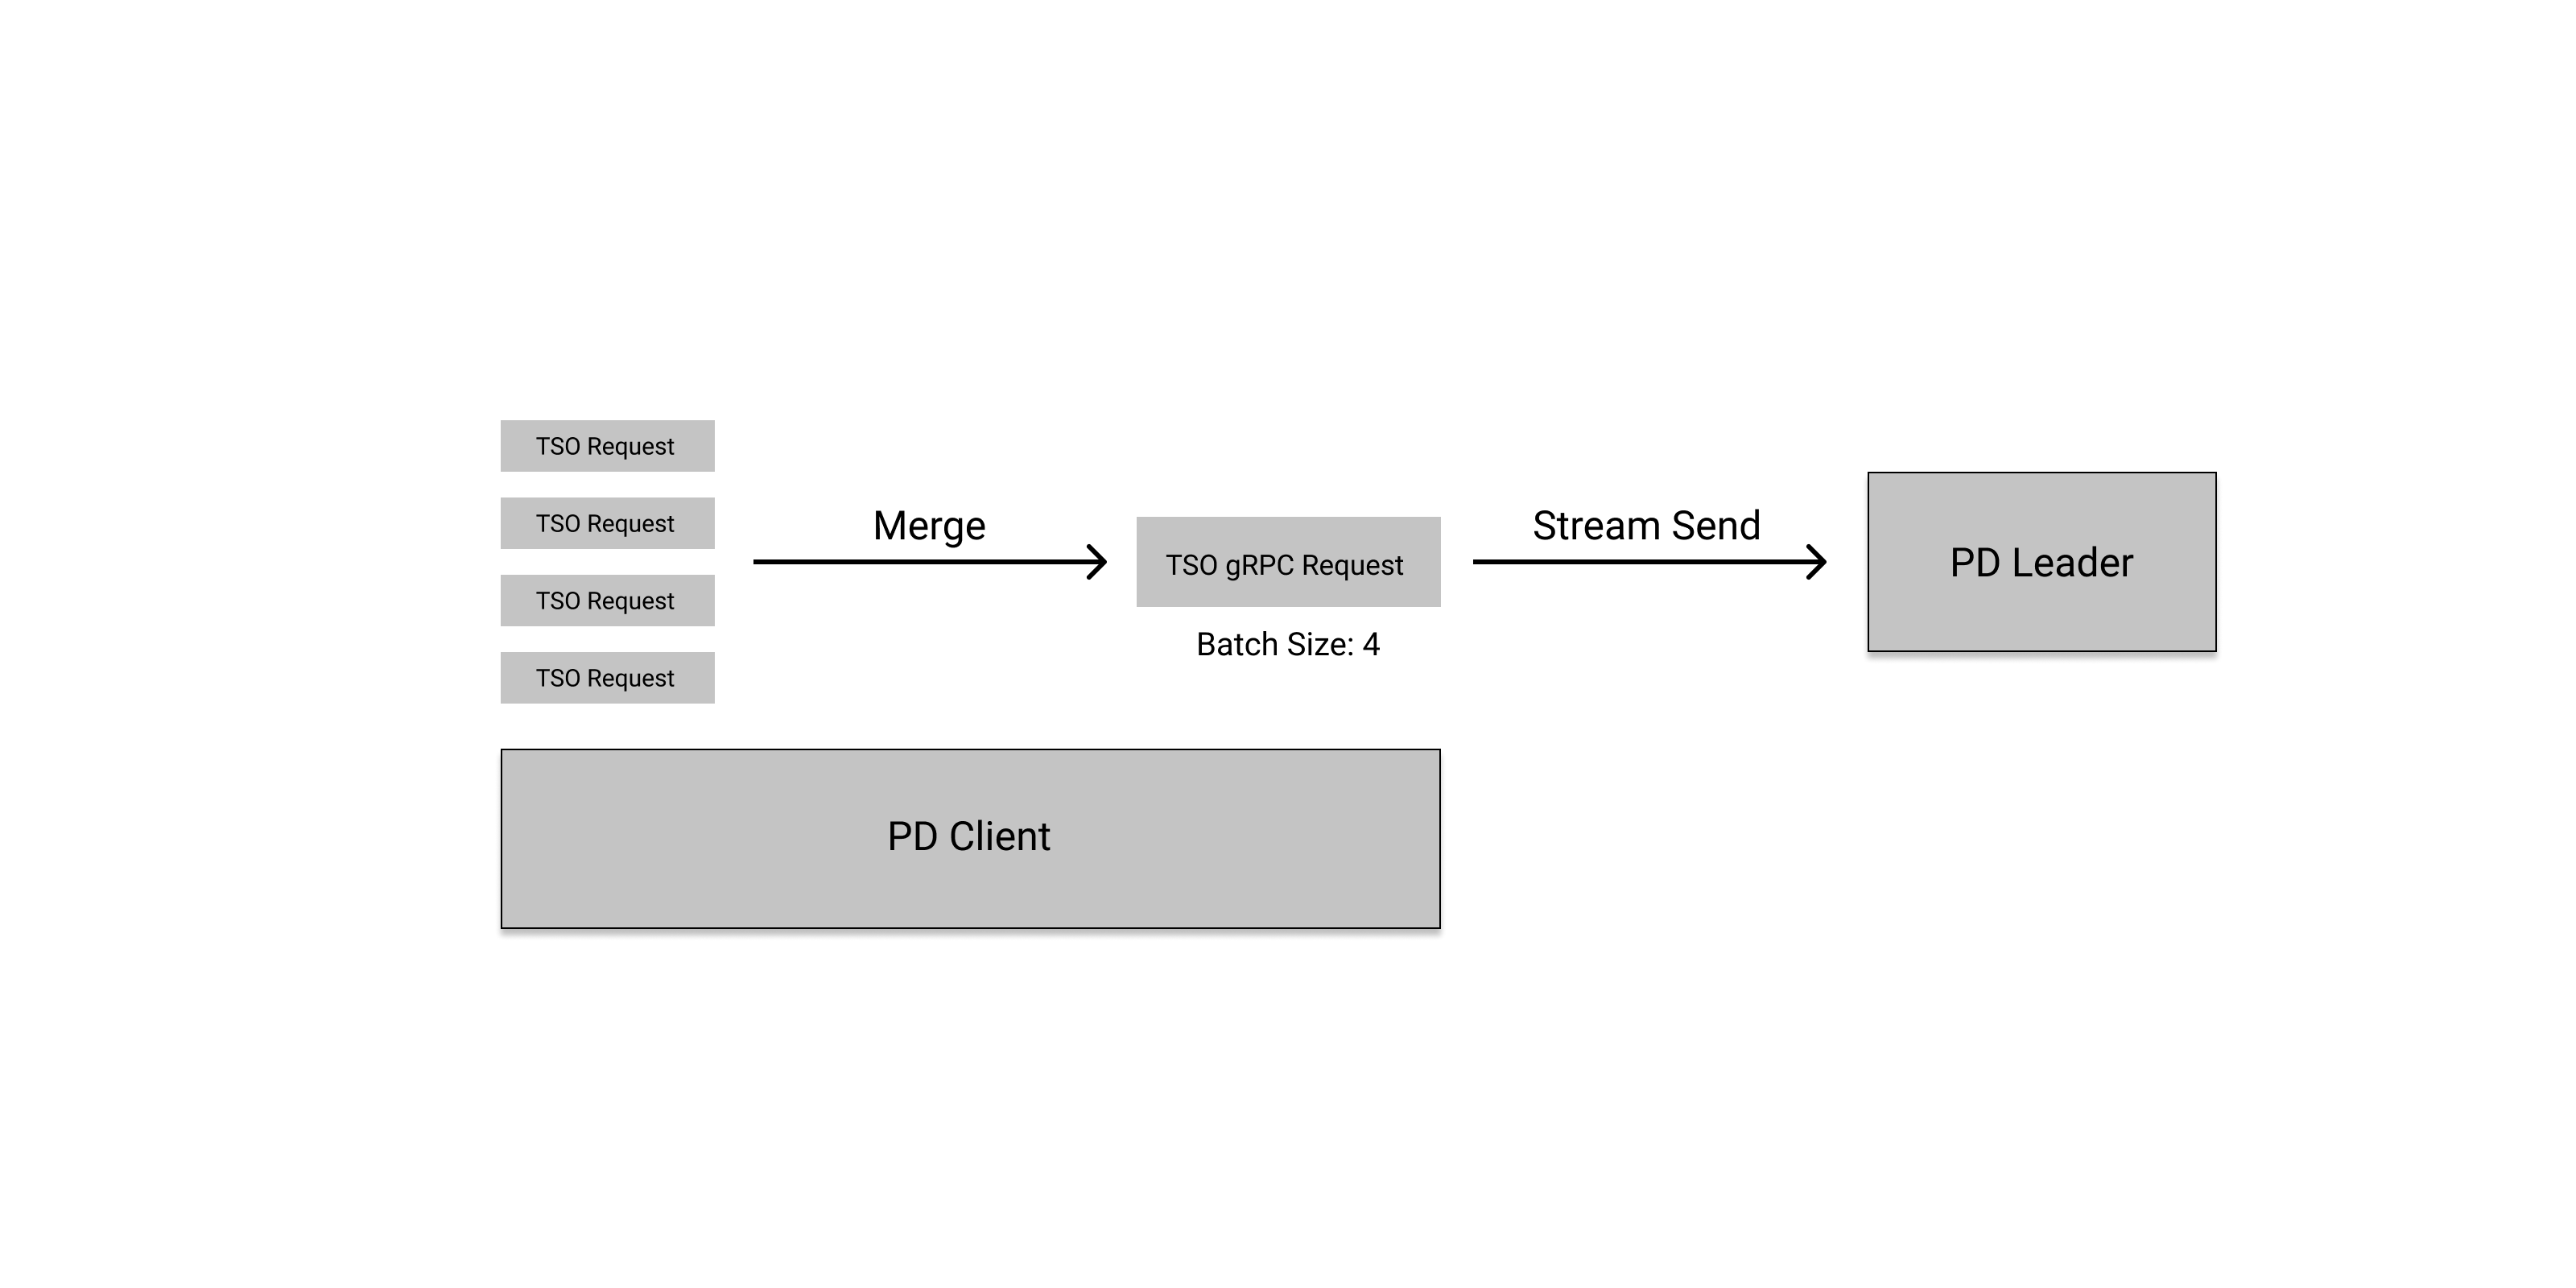 TSO Request
TSO Request
TSO Request
TSO Request
Merge
TSO gRPC Request
Batch Size: 4
Stream Send
PD Leader
PD Client